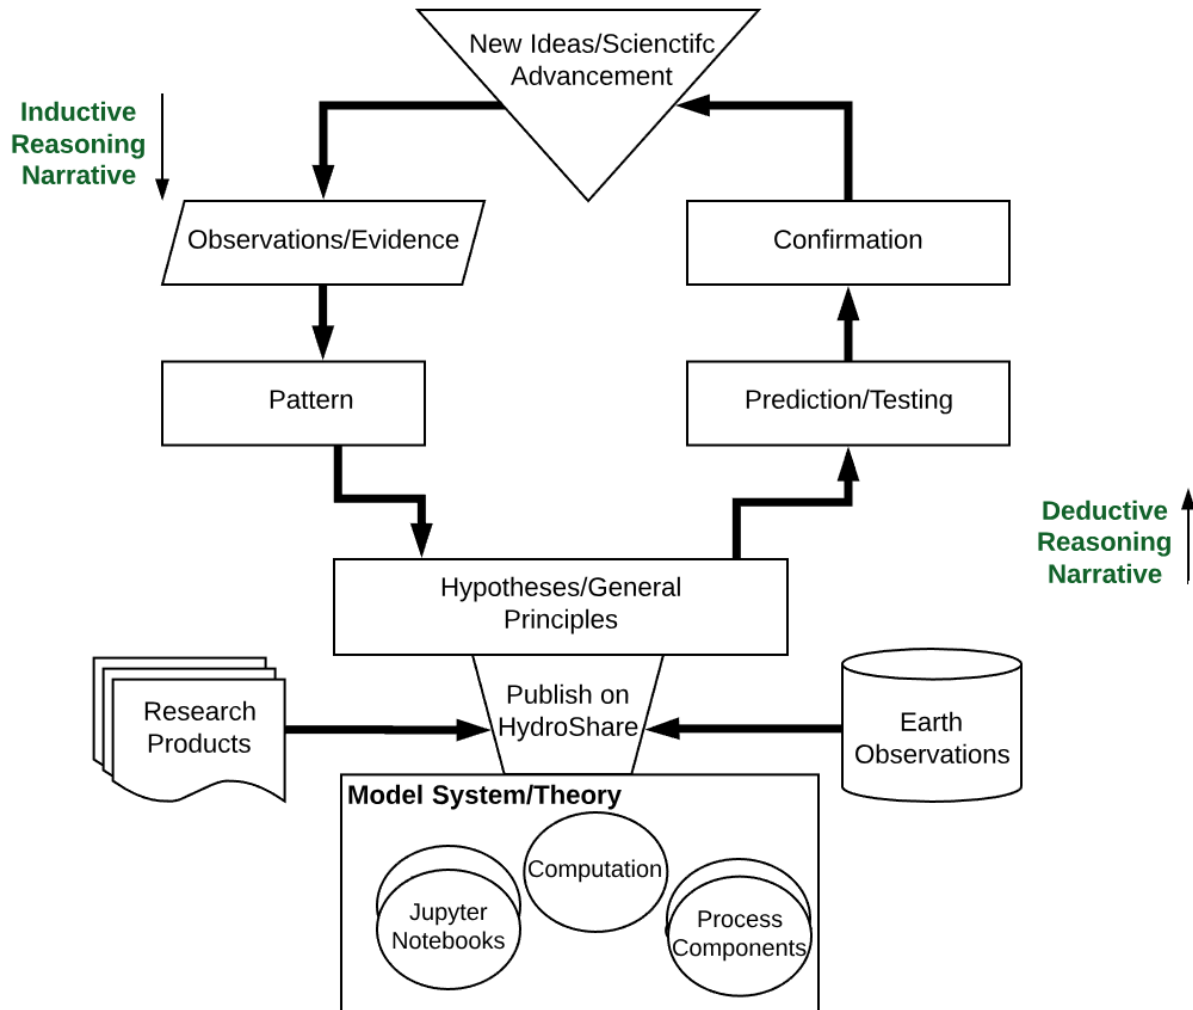 New Ideas/Scienctifc
Advancement
Inductive
Reasoning
Narrative
Observations/Evidence
Confirmation
Pattern
Prediction/Testing
Deductive
Reasoning
Narrative
Hypotheses/General
Principles
Publish on
HydroShare
Research
Products
Earth
Observations
Model System/Theory
Computation
Jupyter
Notebooks
Process
Components